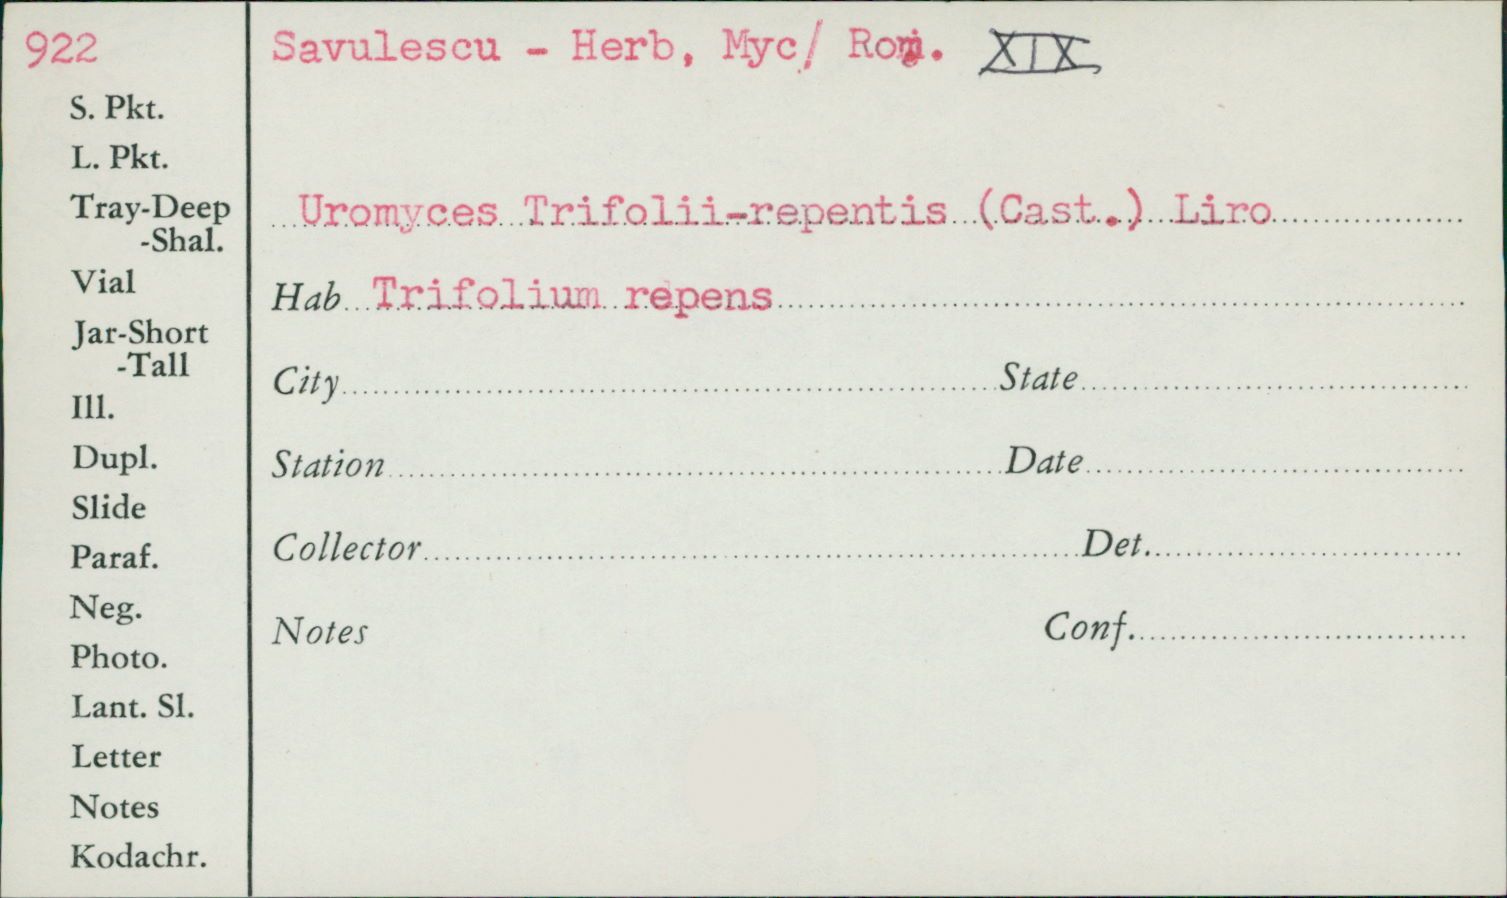 922
Savulescu - Herb, Myc/ Rom. XIX
S. Pkt.
L. Pkt.
Tray-Deep
-Shal.
Uromyces Trifolii-repentis (Cast.) Liro
Vial
Hab Trifolium repens
Jar-Short
-Tall
City State
Ill.
Dupl.
Station Date
Slide
Paraf.
Collector Det.
Neg.
Notes Conf.
Photo.
Lant. Sl.
Letter
Notes
Kodachr.